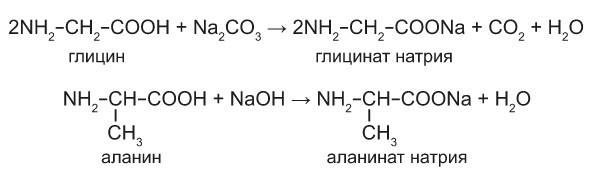 2NH₂–CH₂–COOH + Na₂CO₃ → 2NH₂–CH₂–COONa + CO₂ + H₂O
глицин глицинат натрия
NH₂–CH–COOH + NaOH → NH₂–CH–COONa + H₂O
CH₃ CH₃
аланин аланинат натрия